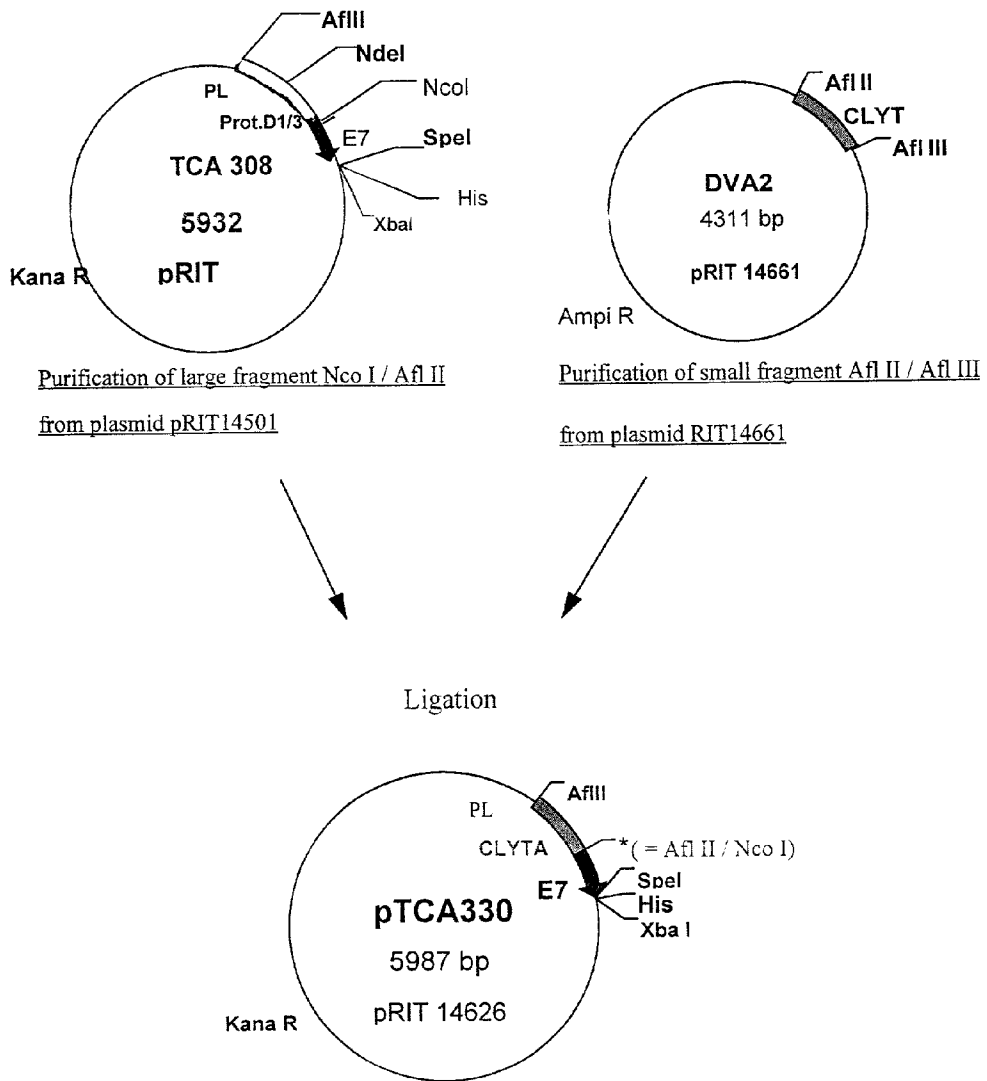 AflII
NdeI
NcoI
PL
Prot.D1/3
E7
SpeI
TCA 308
His
XbaI
5932
Kana R
pRIT
Afl II
CLYT
Afl III
DVA2
4311 bp
pRIT 14661
Ampi R
Purification of large fragment Nco I / Afl II
from plasmid pRIT14501
Purification of small fragment Afl II / Afl III
from plasmid RIT14661
Ligation
AflII
PL
CLYTA
*( = Afl II / Nco I)
E7
SpeI
His
Xba I
pTCA330
5987 bp
pRIT 14626
Kana R